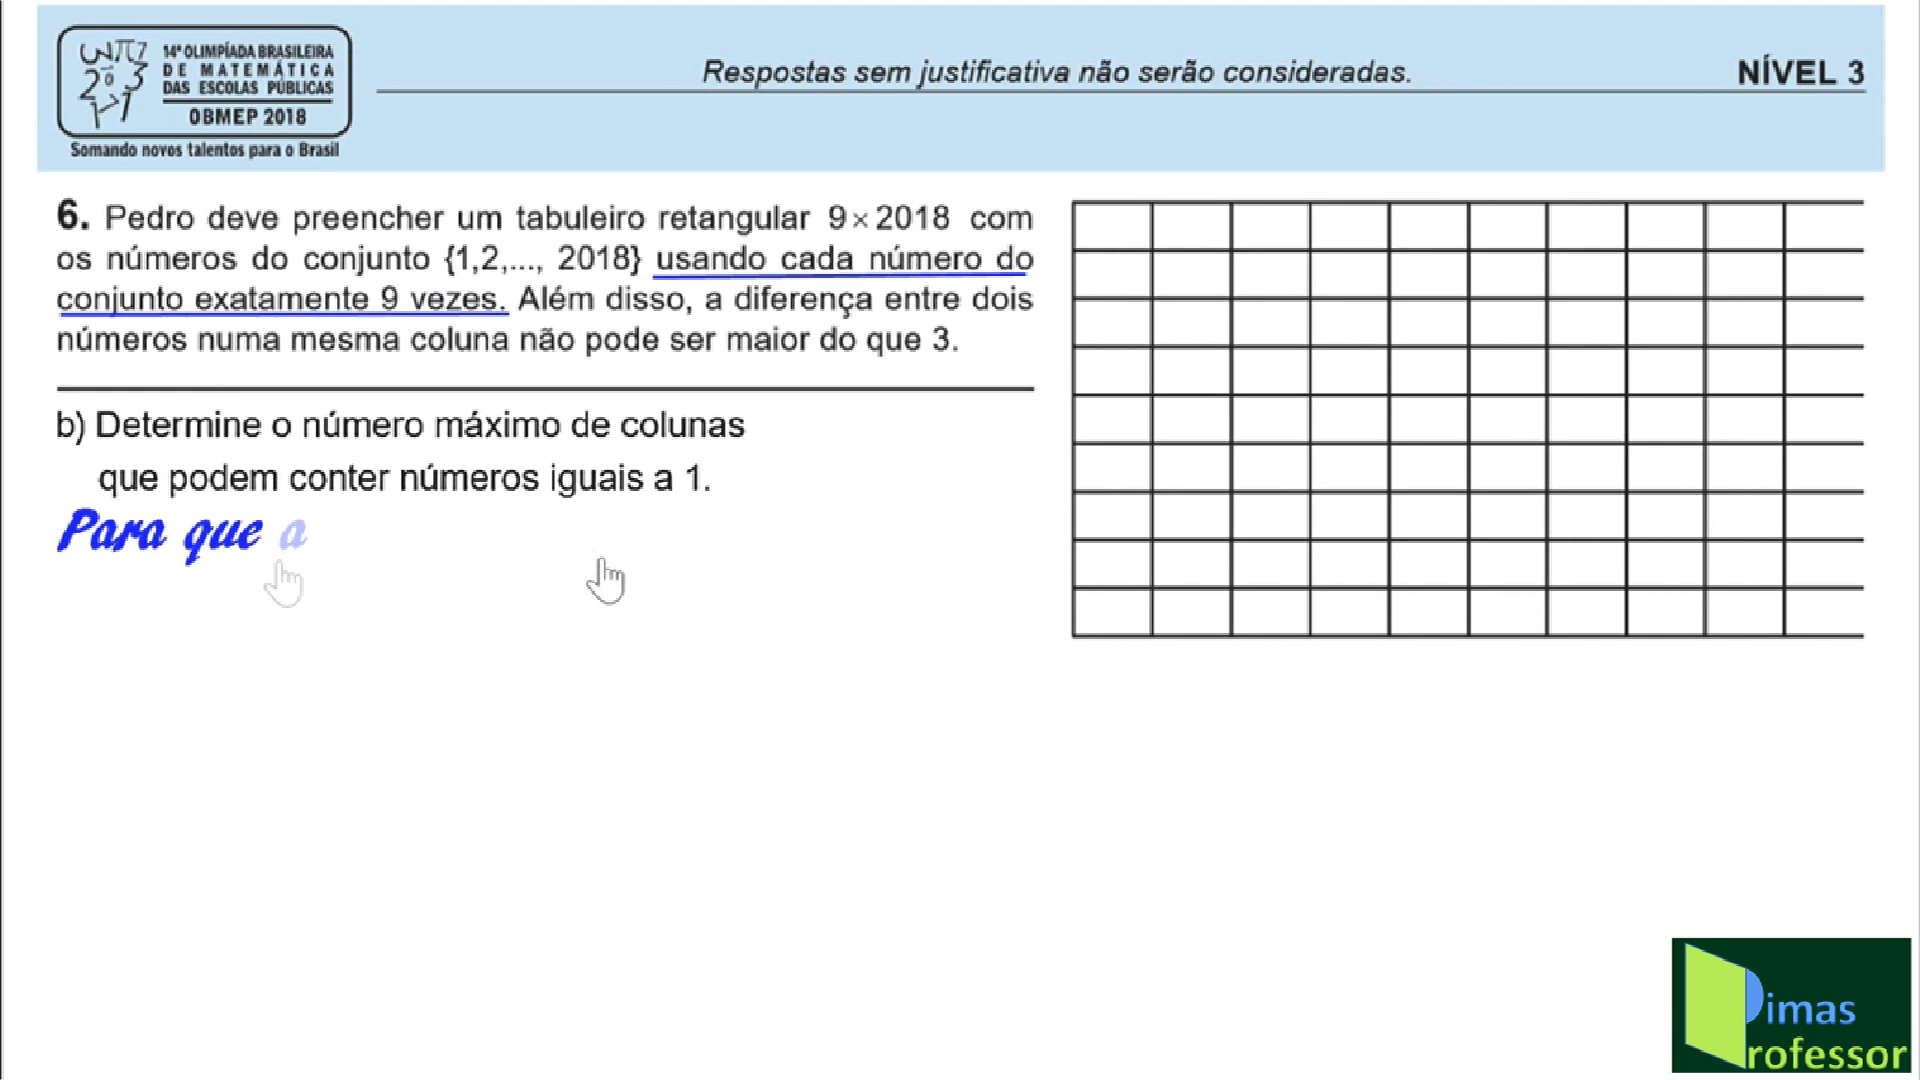 14ª OLIMPÍADA BRASILEIRA
DE MATEMÁTICA
DAS ESCOLAS PÚBLICAS
OBMEP 2018
Somando novos talentos para o Brasil
Respostas sem justificativa não serão consideradas.
NÍVEL 3
6. Pedro deve preencher um tabuleiro retangular 9×2018 com
os números do conjunto {1,2,..., 2018} usando cada número do
conjunto exatamente 9 vezes. Além disso, a diferença entre dois
números numa mesma coluna não pode ser maior do que 3.
b) Determine o número máximo de colunas
que podem conter números iguais a 1.
Para que a
Dimas
Professor